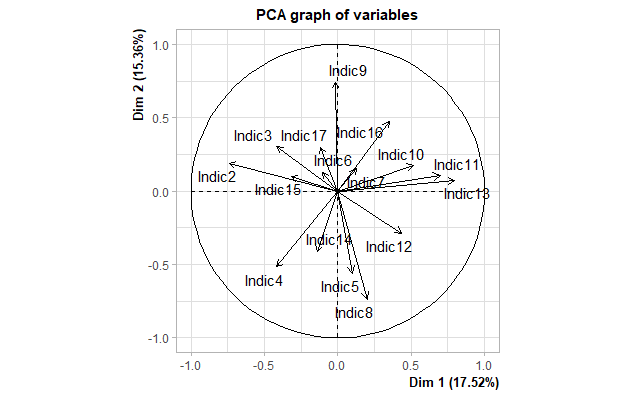 PCA graph of variables
Dim 2 (15.36%)
1.0
0.5
0.0
-0.5
-1.0
Indic9
Indic3
Indic17
Indic16
Indic6
Indic10
Indic11
Indic2
Indic15
Indic7
Indic13
Indic14
Indic12
Indic4
Indic5
Indic8
-1.0
-0.5
0.0
0.5
1.0
Dim 1 (17.52%)